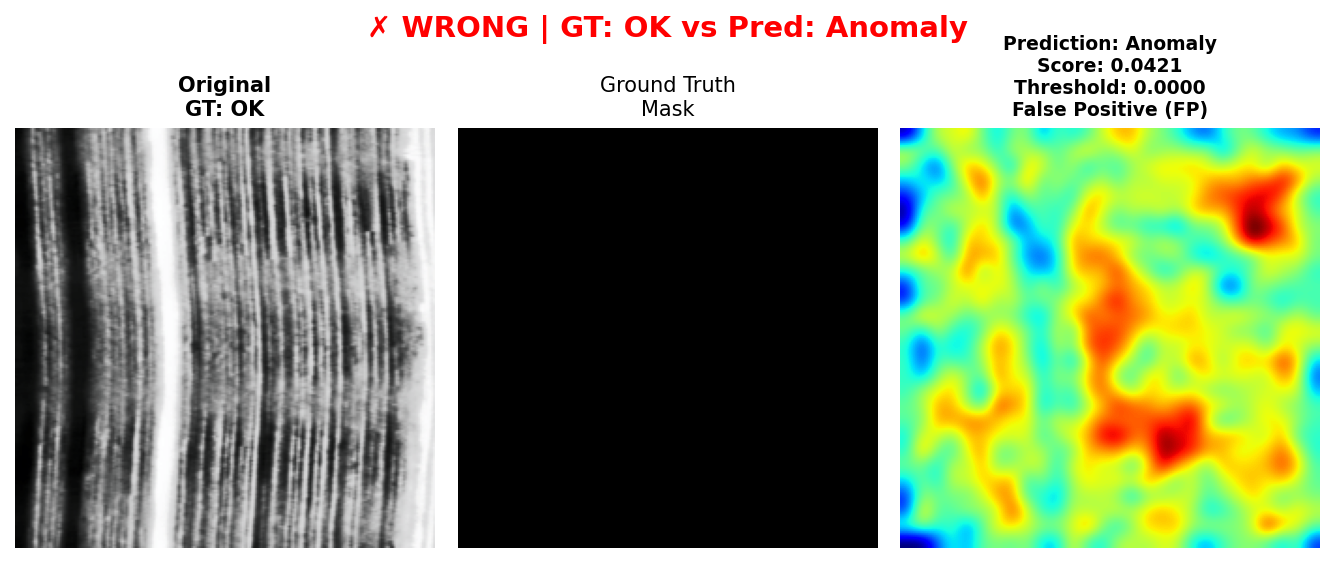 ✗ WRONG | GT: OK vs Pred: Anomaly
Original
GT: OK
Ground Truth
Mask
Prediction: Anomaly
Score: 0.0421
Threshold: 0.0000
False Positive (FP)